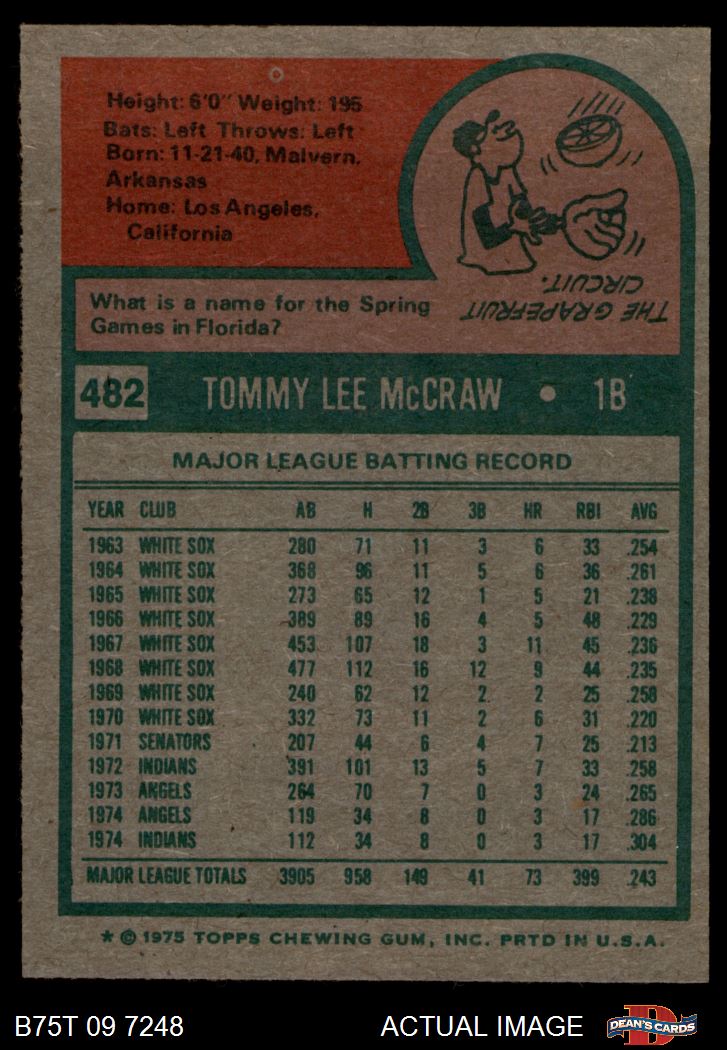 Height: 6'0" Weight: 195
Bats: Left Throws: Left
Born: 11-21-40, Malvern,
Arkansas
Home: Los Angeles,
California
What is a name for the Spring
Games in Florida?
THE GRAPEFRUIT
CIRCUIT.
482 TOMMY LEE McCRAW • 1B
MAJOR LEAGUE BATTING RECORD
YEAR CLUB AB H 2B 3B HR RBI AVG
1963 WHITE SOX 280 71 11 3 6 33 .254
1964 WHITE SOX 368 96 11 5 6 36 .261
1965 WHITE SOX 273 65 12 1 5 21 .238
1966 WHITE SOX 389 89 16 4 5 48 .229
1967 WHITE SOX 453 107 18 3 11 45 .236
1968 WHITE SOX 477 112 16 12 9 44 .235
1969 WHITE SOX 240 62 12 2 2 25 .258
1970 WHITE SOX 332 73 11 2 6 31 .220
1971 SENATORS 207 44 6 4 7 25 .213
1972 INDIANS 391 101 13 5 7 33 .258
1973 ANGELS 264 70 7 0 3 24 .265
1974 ANGELS 119 34 8 0 3 17 .286
1974 INDIANS 112 34 8 0 3 17 .304
MAJOR LEAGUE TOTALS 3905 958 149 41 73 399 .243
* © 1975 TOPPS CHEWING GUM, INC. PRTD IN U.S.A.
B75T 09 7248 ACTUAL IMAGE DEAN'S CARDS